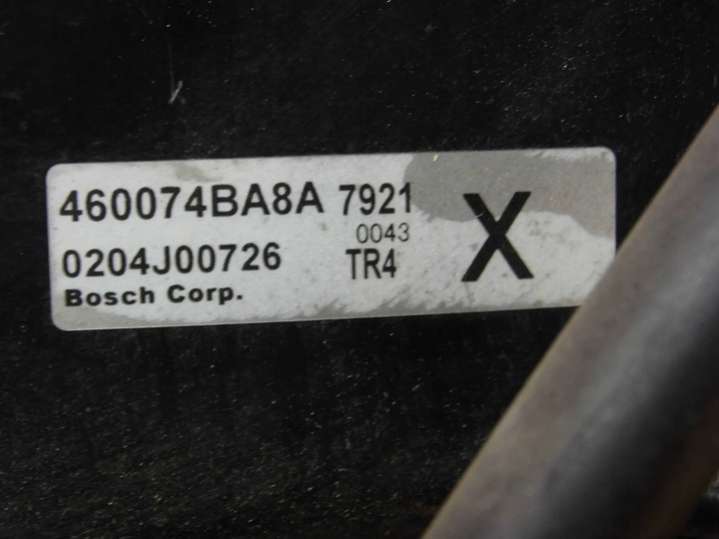 460074BA8A 7921
0043
0204J00726 TR4
Bosch Corp.
X